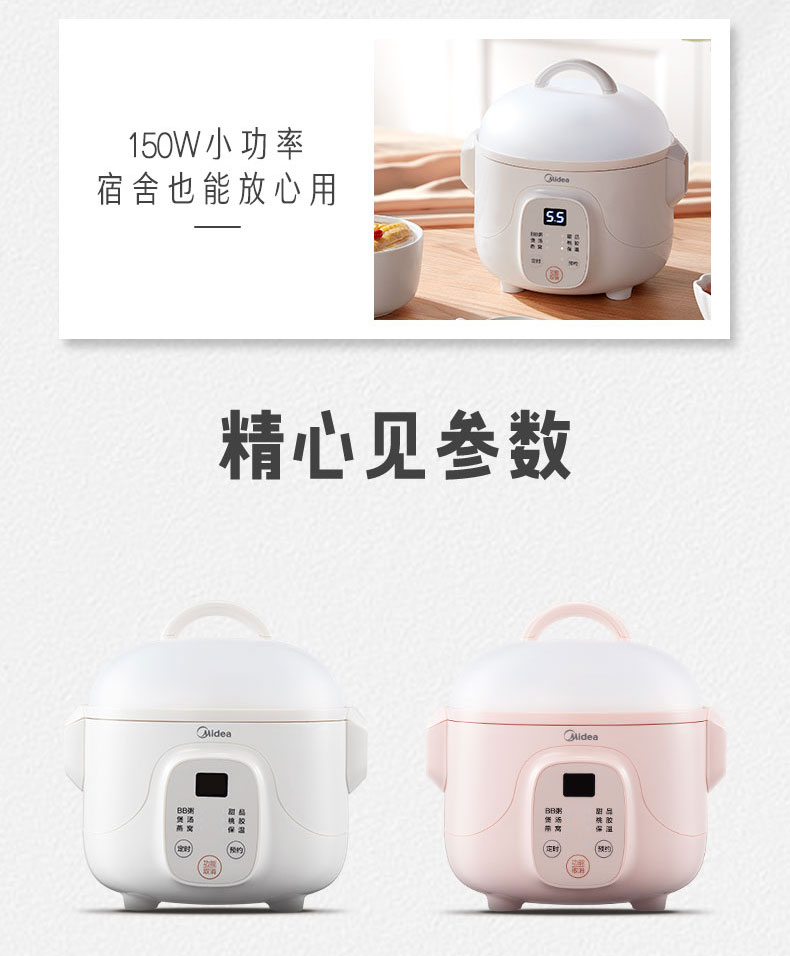 150W小功率
宿舍也能放心用
Midea
5.5
BB粥 甜品
煲汤 桃胶
燕窝 保温
定时 预约
功能
取消
精心见参数
Midea
BB粥 甜品
煲汤 桃胶
燕窝 保温
定时 预约
功能
取消
Midea
BB粥 甜品
煲汤 桃胶
燕窝 保温
定时 预约
功能
取消